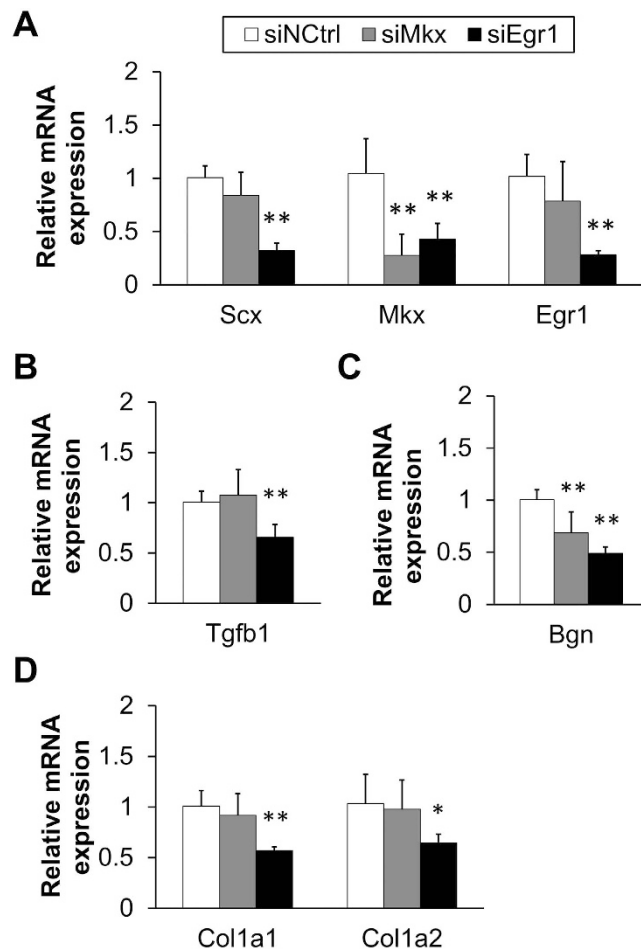 A
siNCtrl siMkx siEgr1
Relative mRNA
expression
2
1.5
1
0.5
0
**
**
**
**
Scx Mkx Egr1
B
Relative mRNA
expression
2
1.5
1
0.5
0
**
Tgfb1
C
Relative mRNA
expression
2
1.5
1
0.5
0
**
**
Bgn
D
Relative mRNA
expression
2
1.5
1
0.5
0
**
*
Col1a1 Col1a2